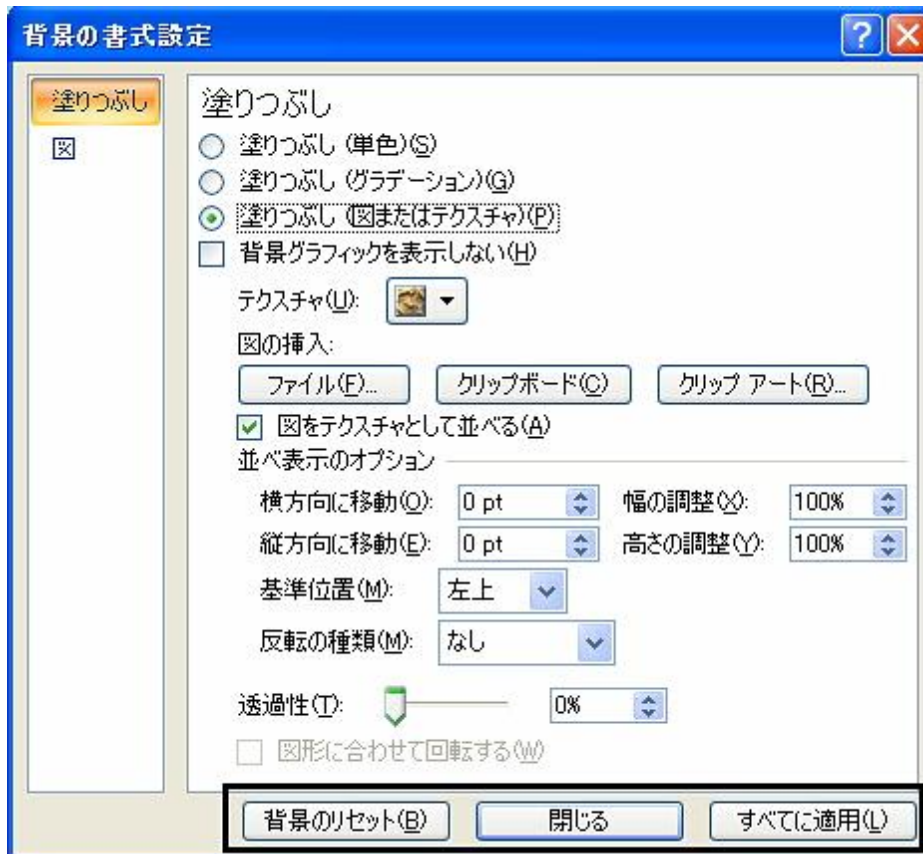 背景の書式設定
塗りつぶし
図
塗りつぶし
塗りつぶし (単色)(S)
塗りつぶし (グラデーション)(G)
塗りつぶし (図またはテクスチャ)(P)
背景グラフィックを表示しない(H)
テクスチャ(U):
図の挿入:
ファイル(F)... クリップボード(C) クリップ アート(R)...
図をテクスチャとして並べる(A)
並べ表示のオプション
横方向に移動(O): 0 pt 幅の調整(X): 100%
縦方向に移動(E): 0 pt 高さの調整(Y): 100%
基準位置(M): 左上
反転の種類(M): なし
透過性(T): 0%
図形に合わせて回転する(W)
背景のリセット(B) 閉じる すべてに適用(L)